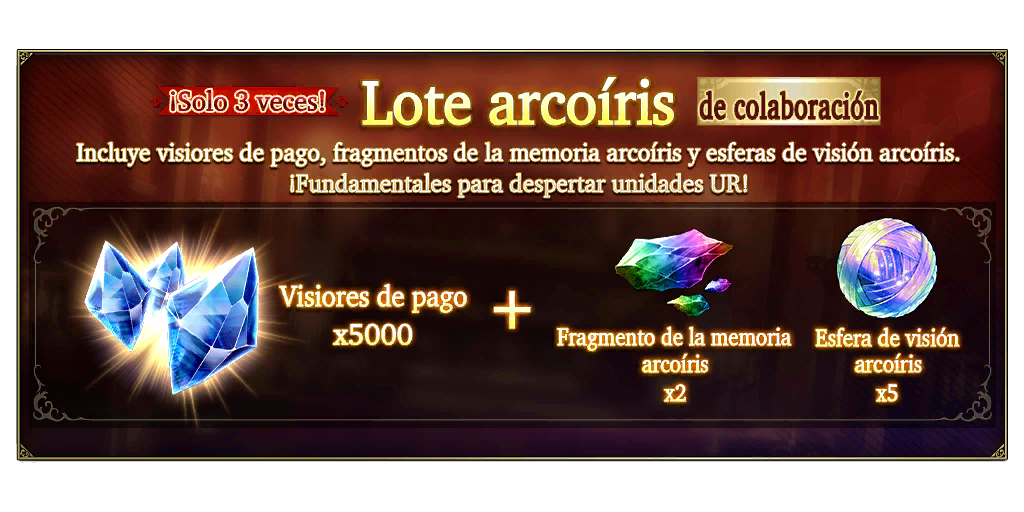 ¡Solo 3 veces! Lote arcoíris de colaboración
Incluye visiores de pago, fragmentos de la memoria arcoíris y esferas de visión arcoíris.
¡Fundamentales para despertar unidades UR!
Visiores de pago
x5000
+
Fragmento de la memoria
arcoíris
x2
Esfera de visión
arcoíris
x5